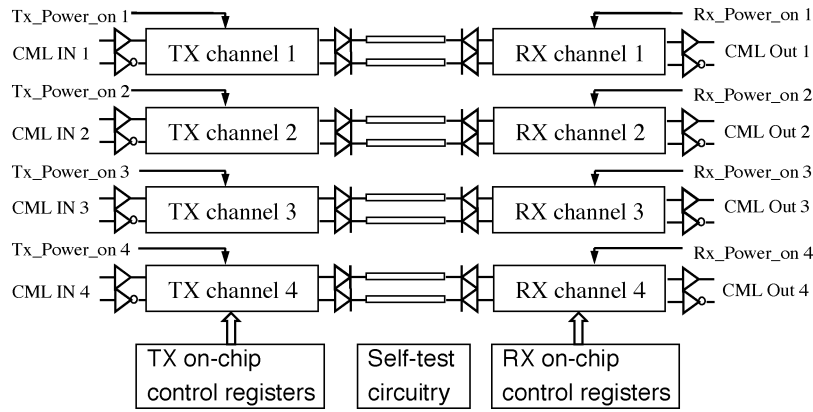 Tx_Power_on 1
Rx_Power_on 1
CML IN 1
TX channel 1
RX channel 1
CML Out 1
Tx_Power_on 2
Rx_Power_on 2
CML IN 2
TX channel 2
RX channel 2
CML Out 2
Tx_Power_on 3
Rx_Power_on 3
CML IN 3
TX channel 3
RX channel 3
CML Out 3
Tx_Power_on 4
Rx_Power_on 4
CML IN 4
TX channel 4
RX channel 4
CML Out 4
TX on-chip
control registers
Self-test
circuitry
RX on-chip
control registers